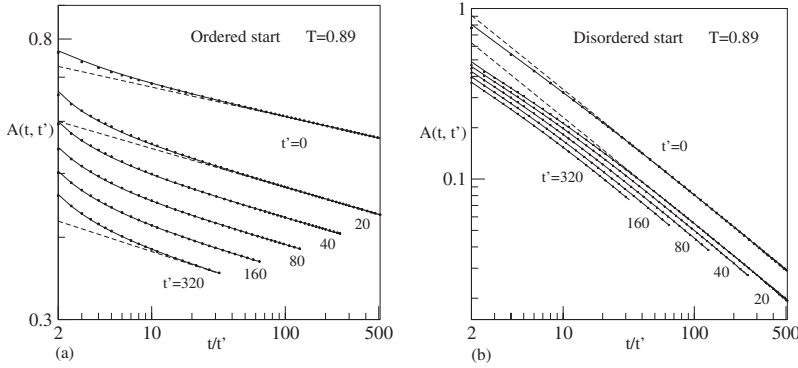 0.8
Ordered start T=0.89
A(t, t')
t'=0
20
40
80
160
t'=320
0.3
2
10
100
500
t/t'
(a)
1
Disordered start T=0.89
A(t, t')
t'=0
0.1
t'=320
160
80
40
20
2
10
100
500
t/t'
(b)